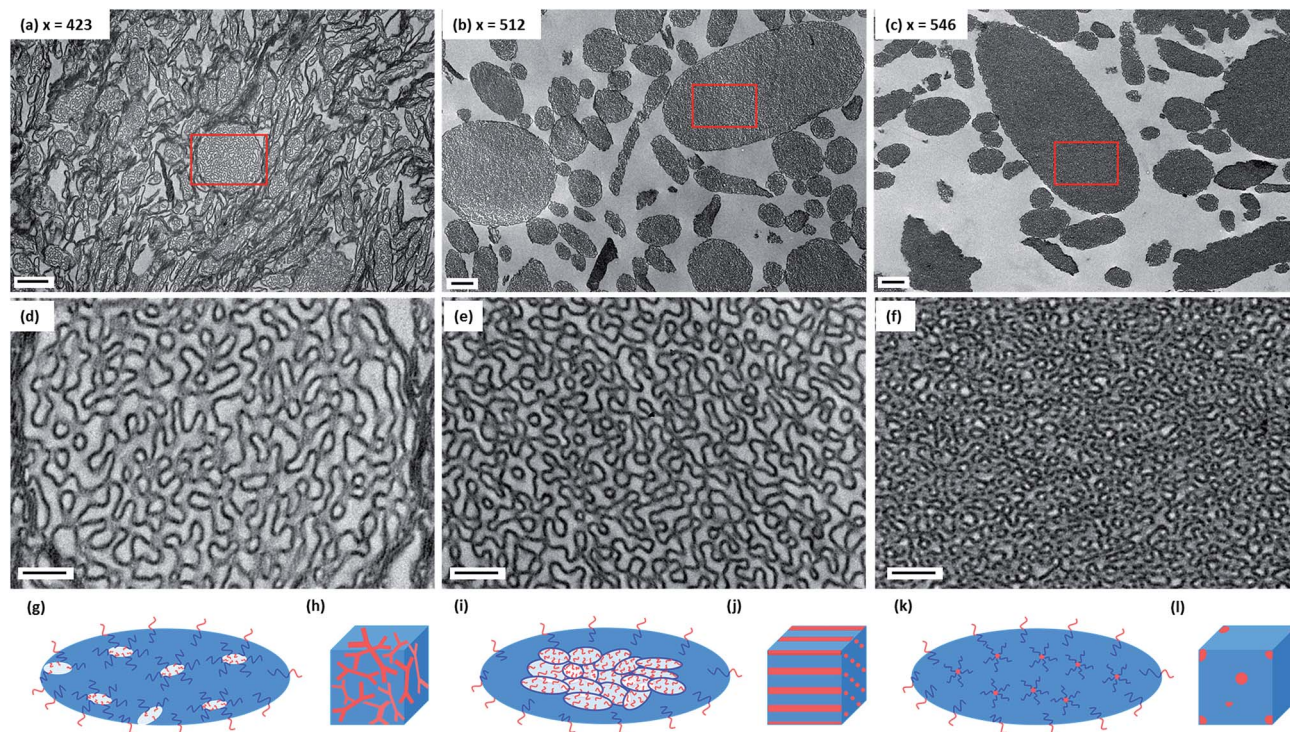 (a) x = 423
(b) x = 512
(c) x = 546
(d)
(e)
(f)
(g)
(h)
(i)
(j)
(k)
(l)